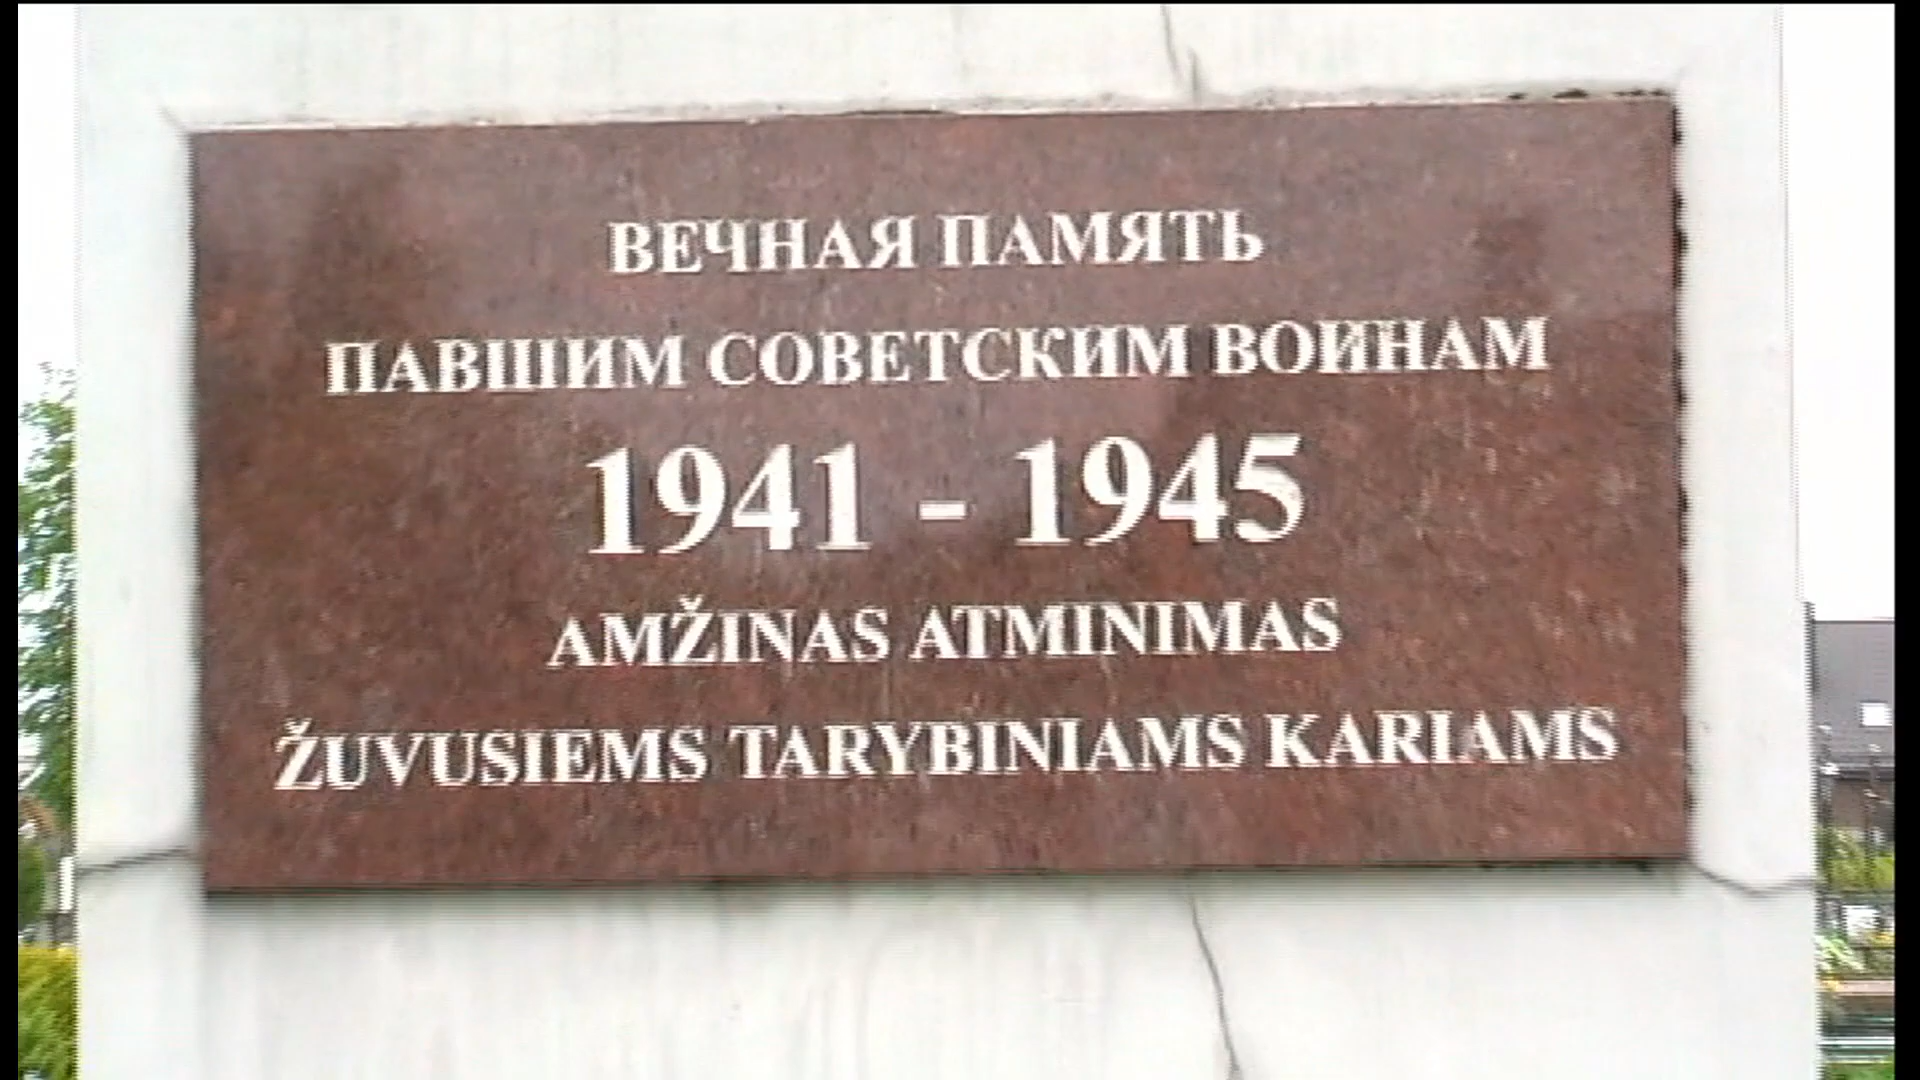 ВЕЧНАЯ ПАМЯТЬ
ПАВШИМ СОВЕТСКИМ ВОИНАМ
1941 - 1945
AMŽINAS ATMINIMAS
ŽUVUSIEMS TARYBINIAMS KARIAMS